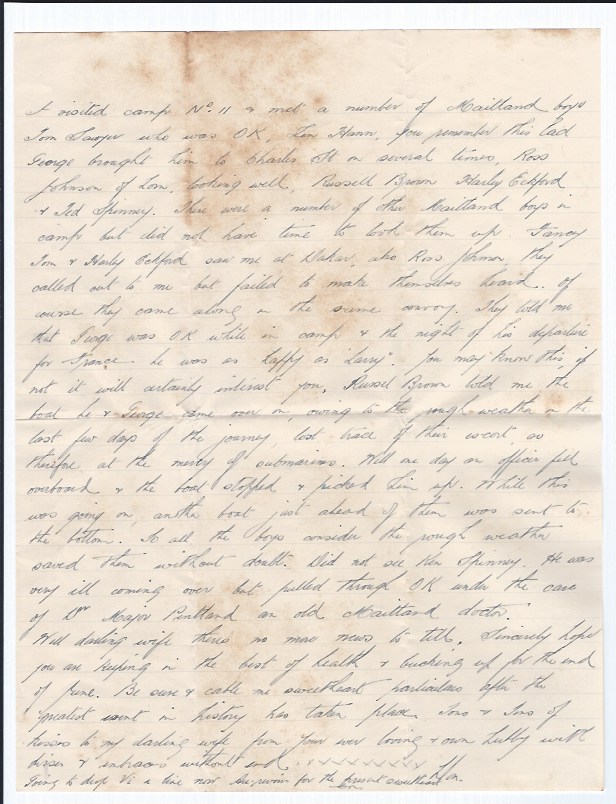 I visited camp No. 11 & met a number of Maitland boys
Tom Sawyer who was O.K, Len Hann, You remember this lad
George brought him to Charles St on several times, Ross
Johnson of Lorn, looking well, Russell Brown Harley Eckford
& Ted Spinney. There were a number of other Maitland boys in
camp but did not have time to look them up. Fancy
Tom & Harley Eckford saw me at Dakar, also Ross Johnson, they
called out to me but failed to make themselves heard. Of
course they came along in the same convoy. They told me
that George was OK while in camp & the night of his departure
for France he was as happy as "Larry". You may know this, if
not it will certainly interest you, Russel Brown told me the
boat he & George came over on, owing to the rough weather in the
last few days of the journey, lost trace of their escort, so
therefore at the mercy of submarines. Well one day an officer fell
overboard & the boat stopped & picked him up. While this
was going on, another boat just ahead of them was sent to
the bottom. So all the boys consider the rough weather
saved them without doubt. Did not see Ken Spinney. He was
very ill coming over but pulled through OK under the care
of Dr Major Pentland an old Maitland doctor.
Well darling wife theres no more news to tell. Sincerely hope
you are keeping in the best of health & bucking up for the end
of June. Be sure & cable me sweetheart particulars after the
greatest event in history has taken place. Tons & Tons of
kisses to my darling wife from your ever loving & own hubby with
kisses & embraces without end x x x x x x x x
Going to drop Vi a line now for the present sweetheart